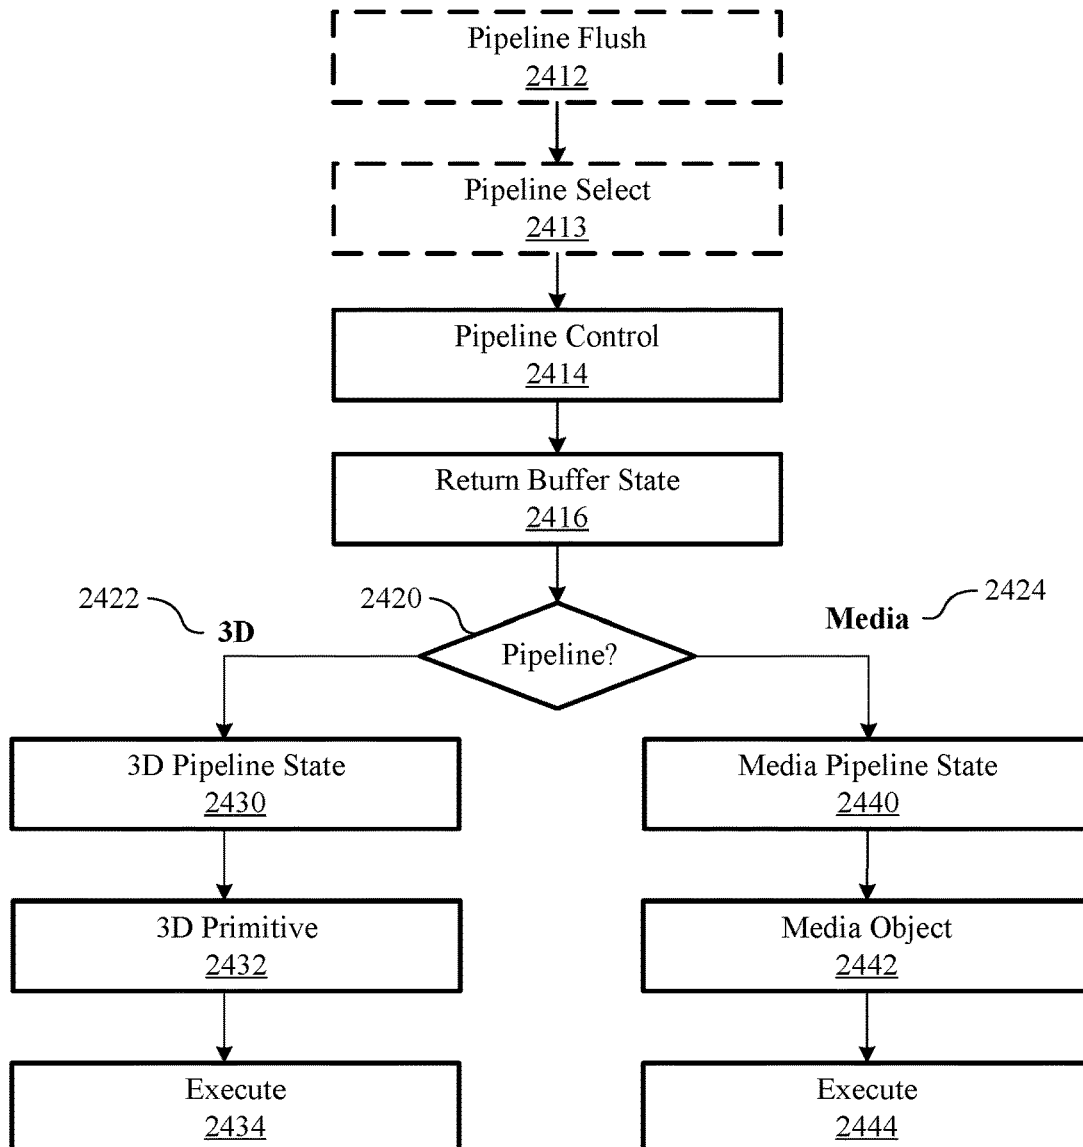 Pipeline Flush
2412
Pipeline Select
2413
Pipeline Control
2414
Return Buffer State
2416
2422
3D
2420
Media
2424
Pipeline?
3D Pipeline State
2430
Media Pipeline State
2440
3D Primitive
2432
Media Object
2442
Execute
2434
Execute
2444